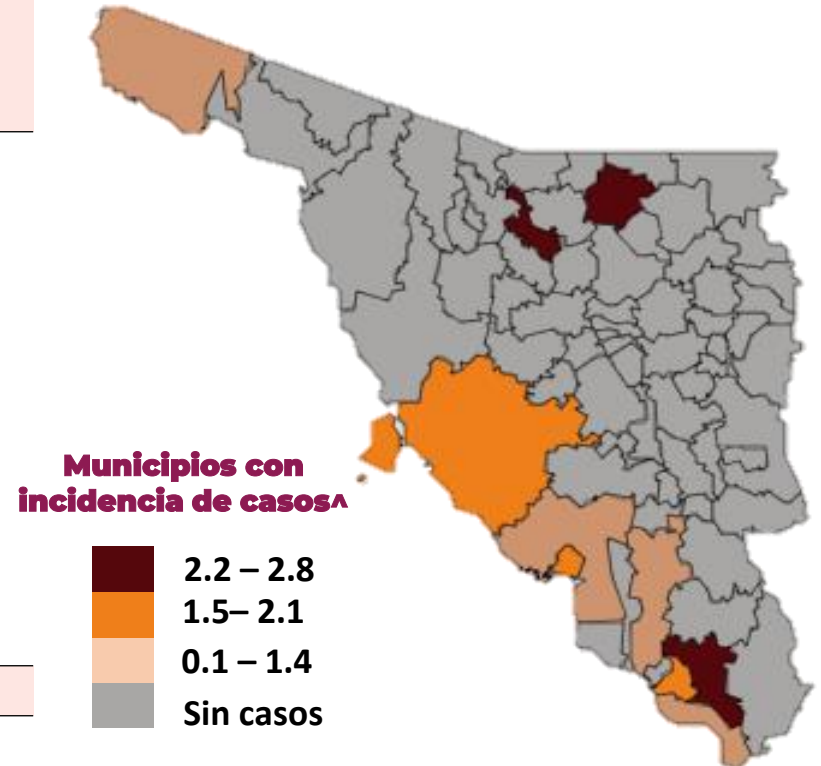 Municipios con
incidencia de casos^
2.2 – 2.8
1.5– 2.1
0.1 – 1.4
Sin casos